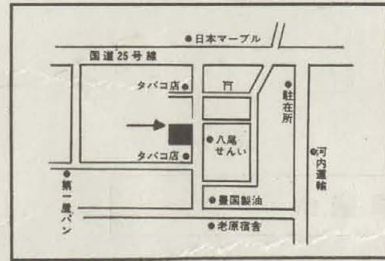 ●日本マーブル
国道25号線
タバコ店●
●駐在所
●八尾
せんい
タバコ店●
●河内運輸
●第一屋パン
●豊国製油
●老原宿舎